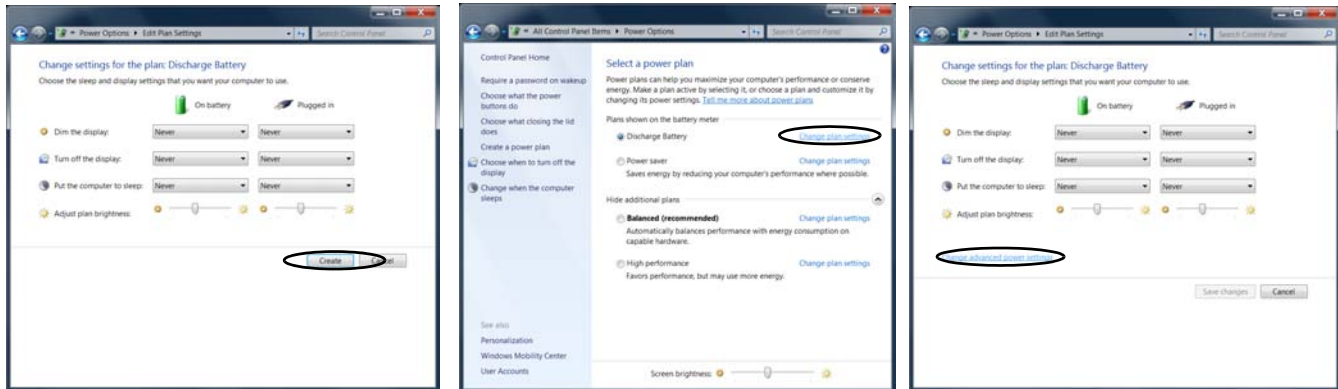 Power Options ▸ Edit Plan Settings
Search Control Panel
Change settings for the plan: Discharge Battery
Choose the sleep and display settings that you want your computer to use.
On battery
Plugged in
Dim the display:
Never
Never
Turn off the display:
Never
Never
Put the computer to sleep:
Never
Never
Adjust plan brightness:
Create
Cancel
All Control Panel Items ▸ Power Options
Search Control Panel
Control Panel Home
Require a password on wakeup
Choose what the power
buttons do
Choose what closing the lid
does
Create a power plan
Choose when to turn off the
display
Change when the computer
sleeps
See also
Personalization
Windows Mobility Center
User Accounts
Select a power plan
Power plans can help you maximize your computer's performance or conserve
energy. Make a plan active by selecting it, or choose a plan and customize it by
changing its power settings. Tell me more about power plans
Plans shown on the battery meter
Discharge Battery
Change plan settings
Power saver
Change plan settings
Saves energy by reducing your computer's performance where possible.
Hide additional plans
Balanced (recommended)
Change plan settings
Automatically balances performance with energy consumption on
capable hardware.
High performance
Change plan settings
Favors performance, but may use more energy.
Screen brightness:
Power Options ▸ Edit Plan Settings
Search Control Panel
Change settings for the plan: Discharge Battery
Choose the sleep and display settings that you want your computer to use.
On battery
Plugged in
Dim the display:
Never
Never
Turn off the display:
Never
Never
Put the computer to sleep:
Never
Never
Adjust plan brightness:
Change advanced power settings
Save changes
Cancel